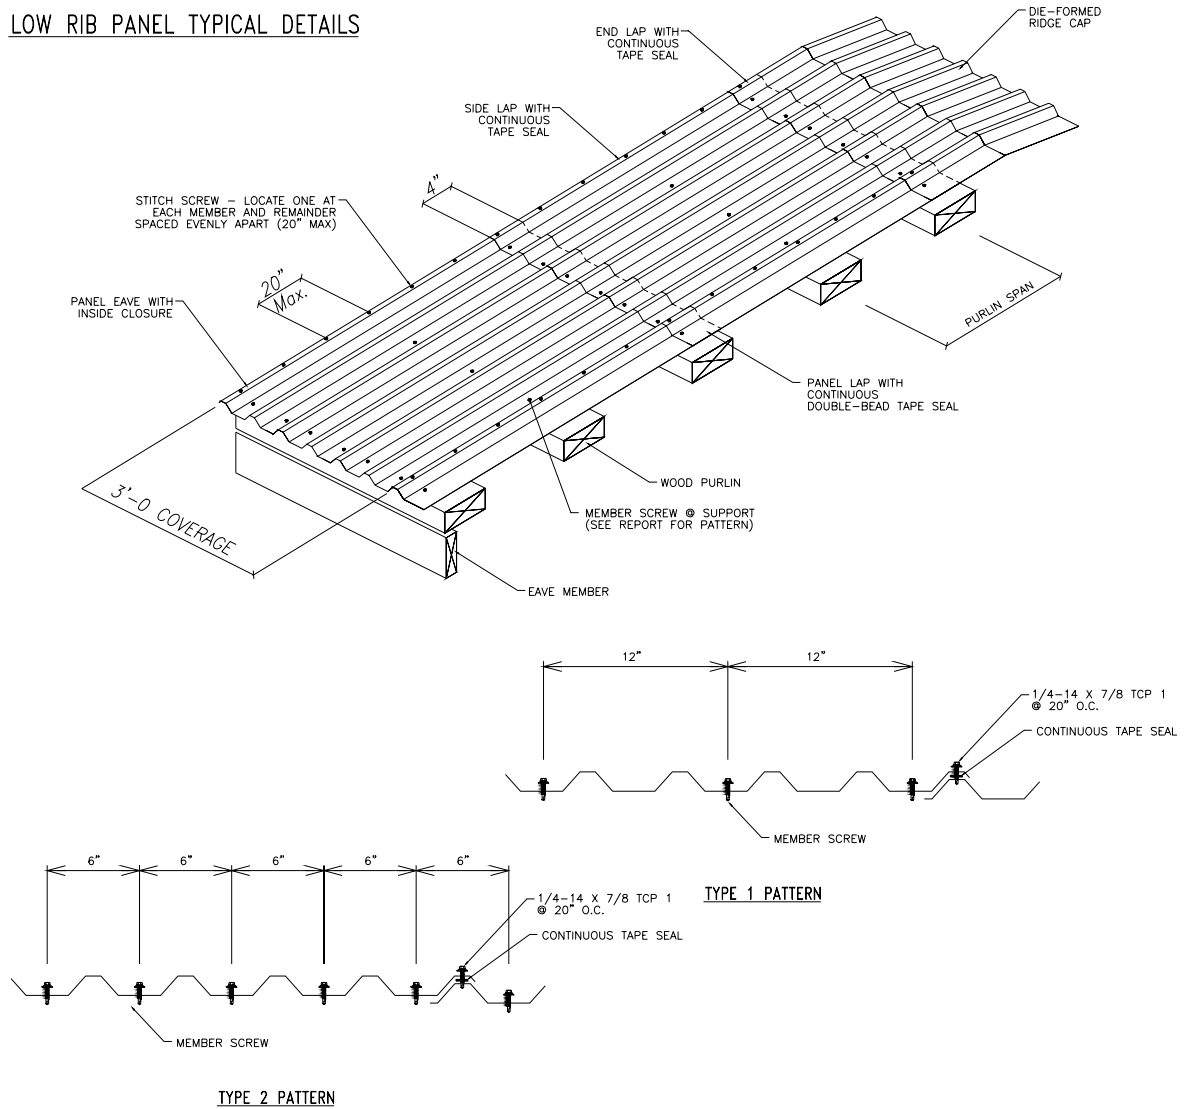 LOW RIB PANEL TYPICAL DETAILS
DIE-FORMED
RIDGE CAP
END LAP WITH
CONTINUOUS
TAPE SEAL
SIDE LAP WITH
CONTINUOUS
TAPE SEAL
4"
STITCH SCREW - LOCATE ONE AT
EACH MEMBER AND REMAINDER
SPACED EVENLY APART (20" MAX)
20"
Max.
PANEL EAVE WITH
INSIDE CLOSURE
PURLIN SPAN
PANEL LAP WITH
CONTINUOUS
DOUBLE-BEAD TAPE SEAL
WOOD PURLIN
3'-0 COVERAGE
MEMBER SCREW @ SUPPORT
(SEE REPORT FOR PATTERN)
EAVE MEMBER
12"
12"
1/4-14 X 7/8 TCP 1
@ 20" O.C.
CONTINUOUS TAPE SEAL
MEMBER SCREW
TYPE 1 PATTERN
6"
6"
6"
6"
6"
1/4-14 X 7/8 TCP 1
@ 20" O.C.
CONTINUOUS TAPE SEAL
MEMBER SCREW
TYPE 2 PATTERN